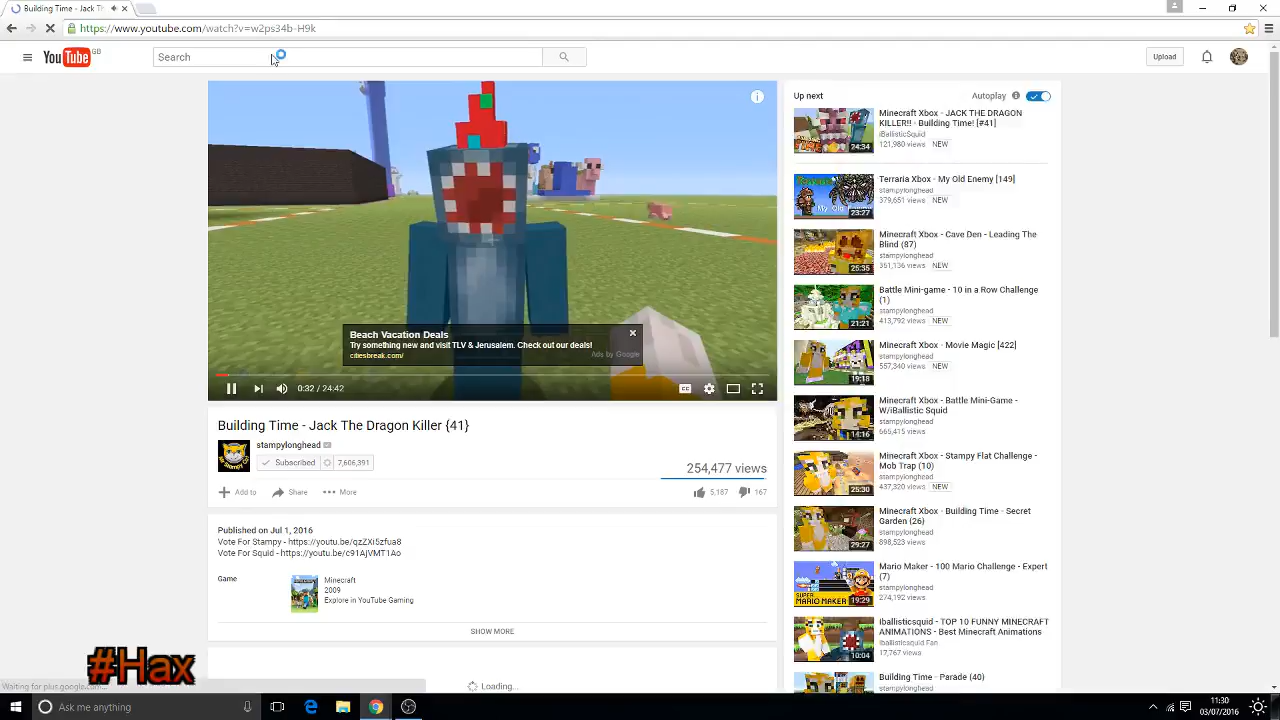 Building Time - Jack Th
https://www.youtube.com/watch?v=w2ps34b-H9k
YouTube GB
Search
Upload
Beach Vacation Deals
Try something new and visit TLV & Jerusalem. Check out our deals!
citiesbreak.com/
Ads by Google
0:32 / 24:42
CC
Building Time - Jack The Dragon Killer {41}
stampylonghead
Subscribed
7,606,391
254,477 views
Add to
Share
More
5,187
167
Published on Jul 1, 2016
Vote For Stampy - https://youtu.be/qzZXi5zfua8
Vote For Squid - https://youtu.be/c91AjVMT1Ao
Game
Minecraft
2009
Explore in YouTube Gaming
SHOW MORE
Loading...
Up next
Autoplay
Minecraft Xbox - JACK THE DRAGON
KILLER!! - Building Time! [#41]
iBallisticSquid
121,980 views NEW
24:34
Terraria Xbox - My Old Enemy [149]
stampylonghead
379,651 views NEW
23:27
Minecraft Xbox - Cave Den - Leading The
Blind (87)
stampylonghead
351,136 views NEW
25:35
Battle Mini-game - 10 in a Row Challenge
(1)
stampylonghead
413,792 views NEW
21:21
Minecraft Xbox - Movie Magic [422]
stampylonghead
557,340 views NEW
19:18
Minecraft Xbox - Battle Mini-Game -
W/iBallistic Squid
stampylonghead
665,415 views
14:16
Minecraft Xbox - Stampy Flat Challenge -
Mob Trap (10)
stampylonghead
437,320 views NEW
25:30
Minecraft Xbox - Building Time - Secret
Garden (26)
stampylonghead
898,523 views
29:27
Mario Maker - 100 Mario Challenge - Expert
(7)
stampylonghead
274,192 views
SUPER
MARIO MAKER
19:29
Iballisticsquid - TOP 10 FUNNY MINECRAFT
ANIMATIONS - Best Minecraft Animations
Iballisticsquid Fan
17,767 views
10:04
Building Time - Parade (40)
stampylonghead
#Hax
Waiting for plus.google.com...
Ask me anything
11:30
03/07/2016